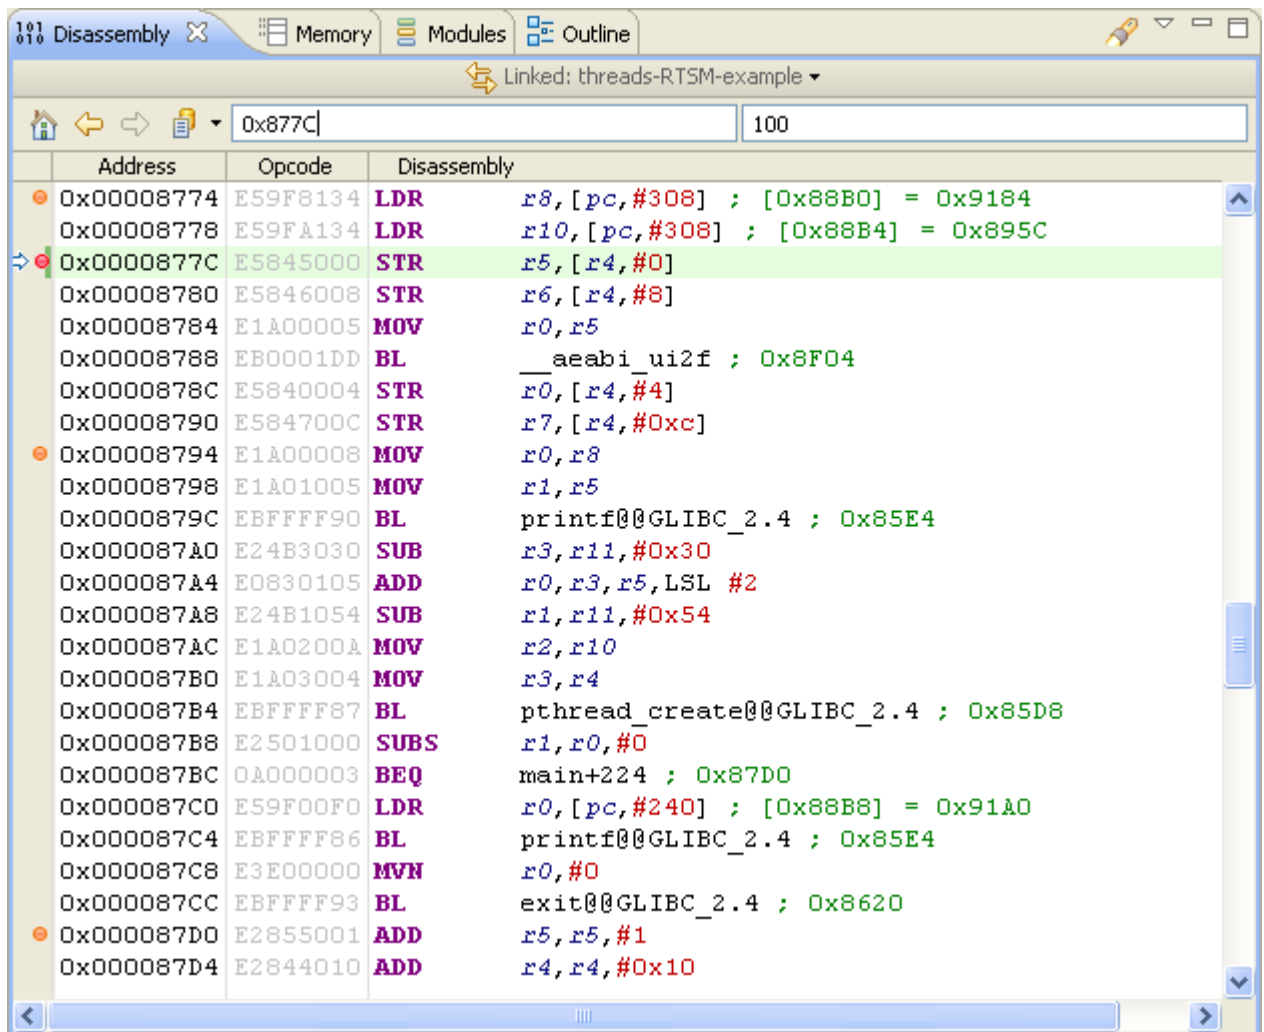 Disassembly Memory Modules Outline
Linked: threads-RTSM-example
0x877C 100
Address Opcode Disassembly
0x00008774 E59F8134 LDR r8,[pc,#308] ; [0x88B0] = 0x9184
0x00008778 E59FA134 LDR r10,[pc,#308] ; [0x88B4] = 0x895C
0x0000877C E5845000 STR r5,[r4,#0]
0x00008780 E5846008 STR r6,[r4,#8]
0x00008784 E1A00005 MOV r0,r5
0x00008788 EB0001DD BL __aeabi_ui2f ; 0x8F04
0x0000878C E5840004 STR r0,[r4,#4]
0x00008790 E584700C STR r7,[r4,#0xc]
0x00008794 E1A00008 MOV r0,r8
0x00008798 E1A01005 MOV r1,r5
0x0000879C EBFFFF90 BL printf@@GLIBC_2.4 ; 0x85E4
0x000087A0 E24B3030 SUB r3,r11,#0x30
0x000087A4 E0830105 ADD r0,r3,r5,LSL #2
0x000087A8 E24B1054 SUB r1,r11,#0x54
0x000087AC E1A0200A MOV r2,r10
0x000087B0 E1A03004 MOV r3,r4
0x000087B4 EBFFFF87 BL pthread_create@@GLIBC_2.4 ; 0x85D8
0x000087B8 E2501000 SUBS r1,r0,#0
0x000087BC 0A000003 BEQ main+224 ; 0x87D0
0x000087C0 E59F00F0 LDR r0,[pc,#240] ; [0x88B8] = 0x91A0
0x000087C4 EBFFFF86 BL printf@@GLIBC_2.4 ; 0x85E4
0x000087C8 E3E00000 MVN r0,#0
0x000087CC EBFFFF93 BL exit@@GLIBC_2.4 ; 0x8620
0x000087D0 E2855001 ADD r5,r5,#1
0x000087D4 E2844010 ADD r4,r4,#0x10